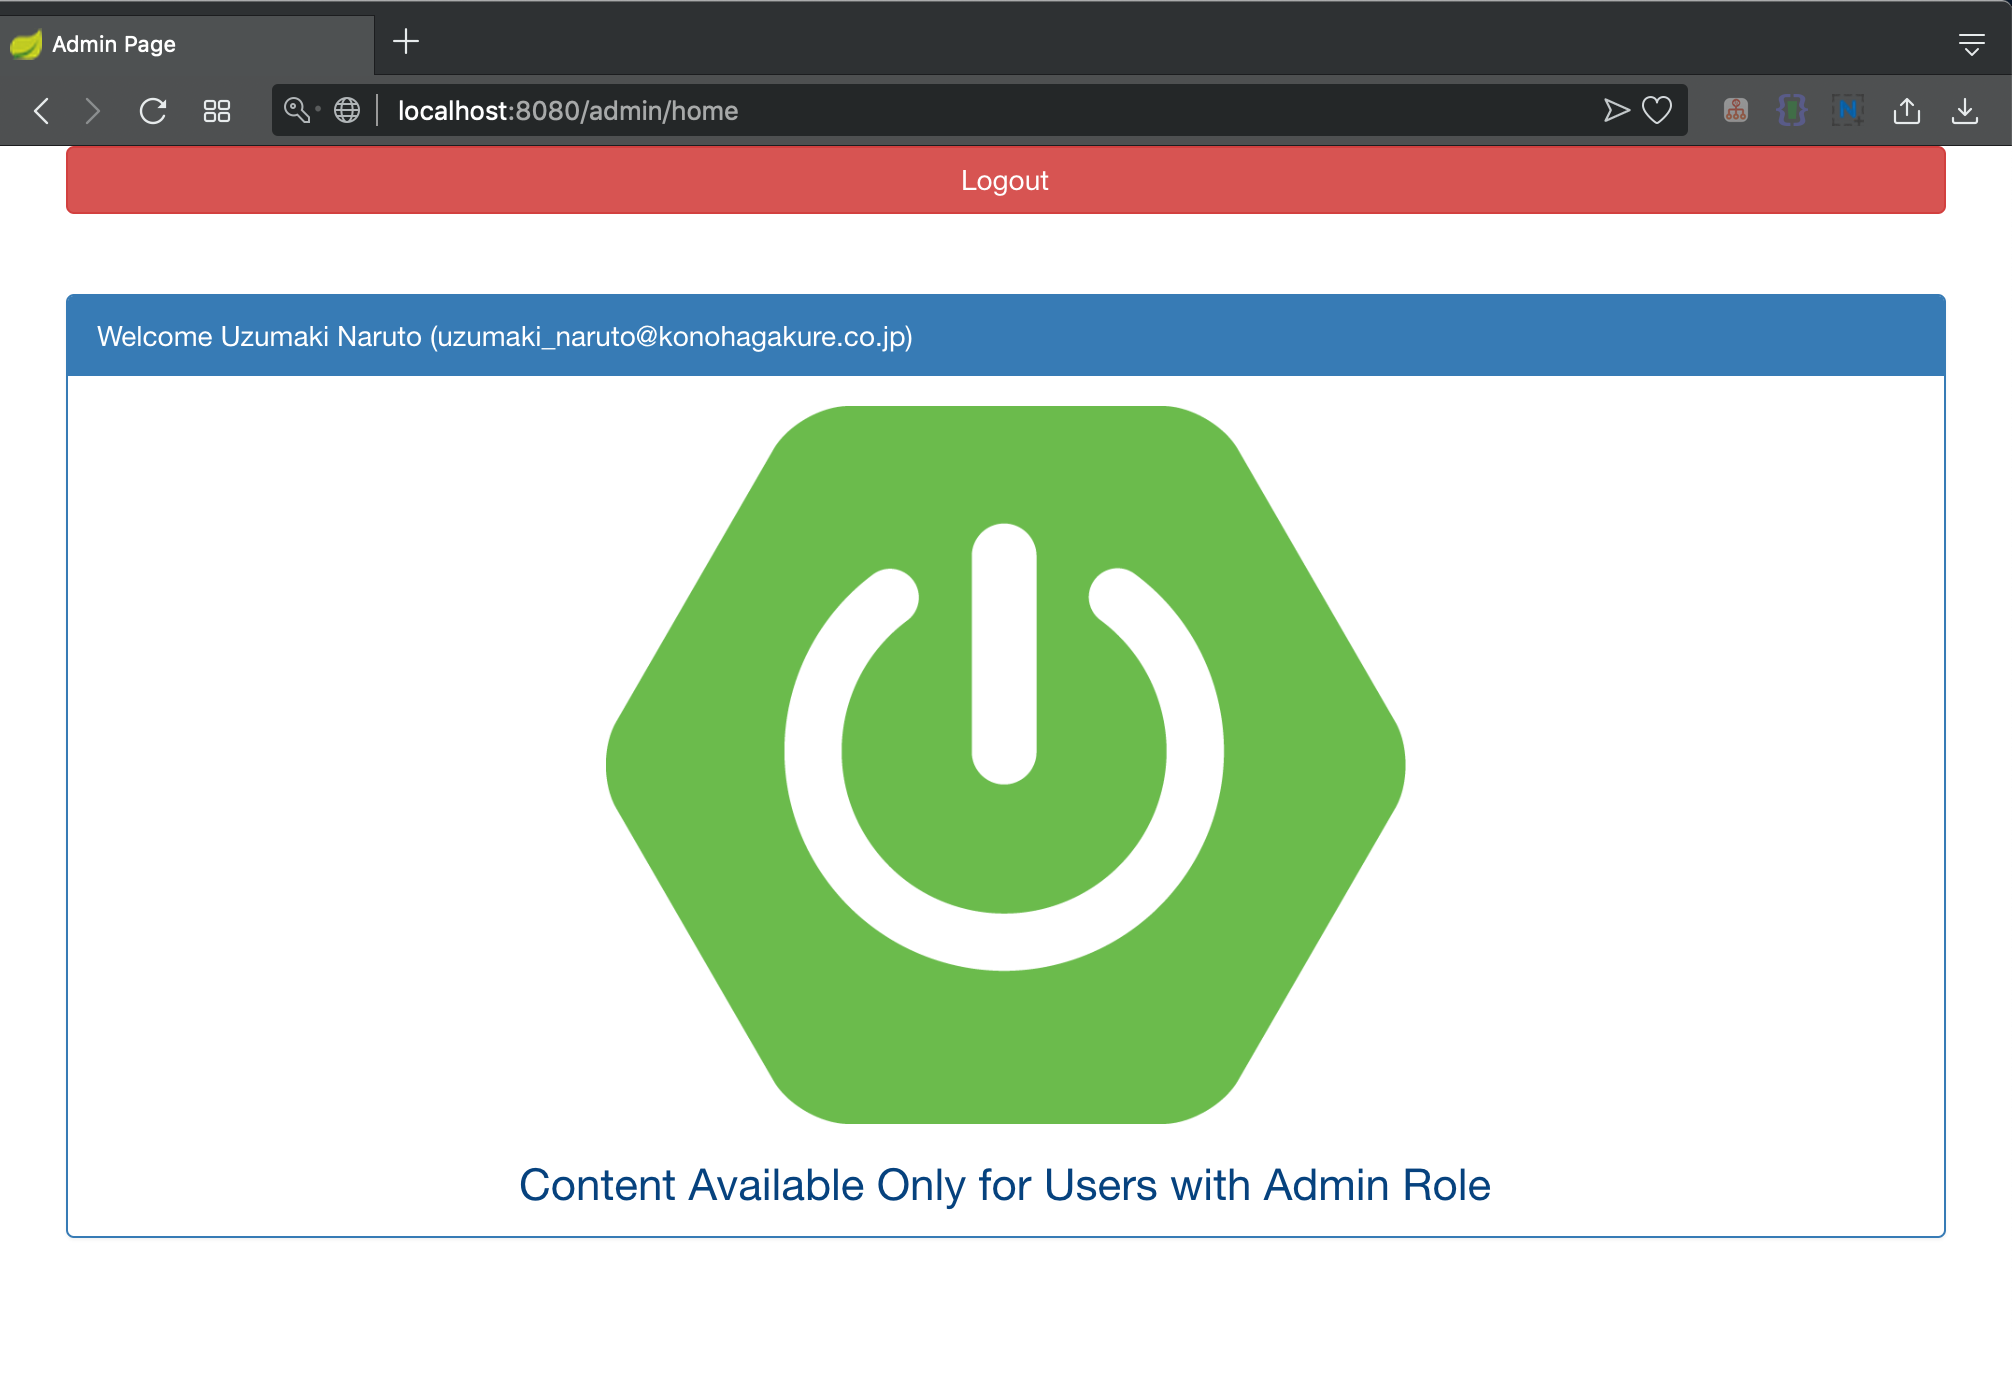 Admin Page
localhost:8080/admin/home
Logout
Welcome Uzumaki Naruto (uzumaki_naruto@konohagakure.co.jp)
Content Available Only for Users with Admin Role